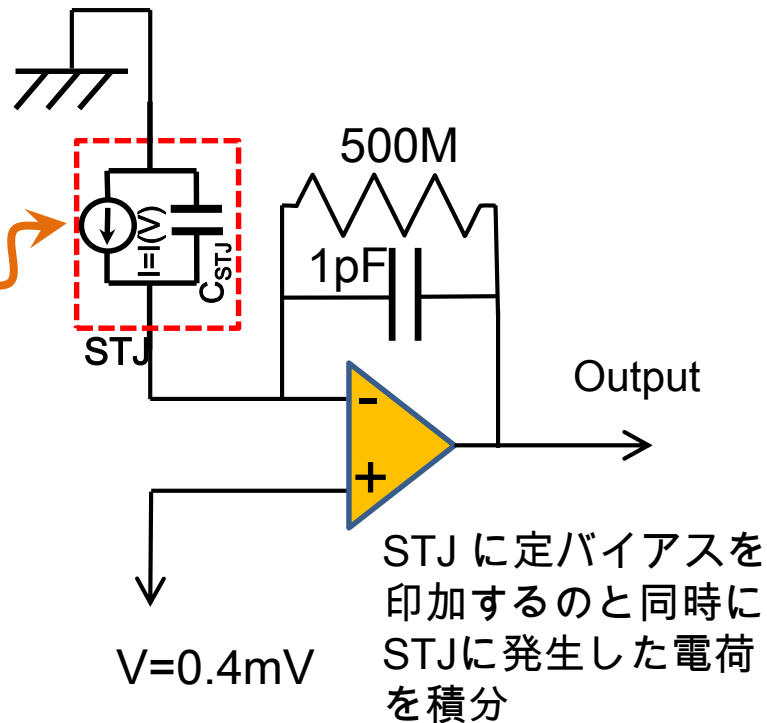 500M
I=I(V)
C_STJ
1pF
STJ
Output
-
+
V=0.4mV
STJ に定バイアスを
印加するのと同時に
STJに発生した電荷
を積分